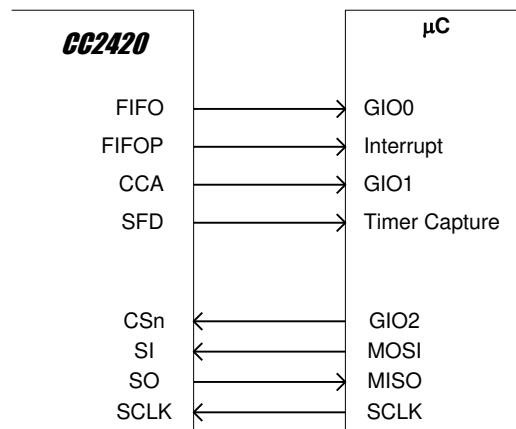 CC2420 μC
FIFO GIO0
FIFOP Interrupt
CCA GIO1
SFD Timer Capture
CSn GIO2
SI MOSI
SO MISO
SCLK SCLK